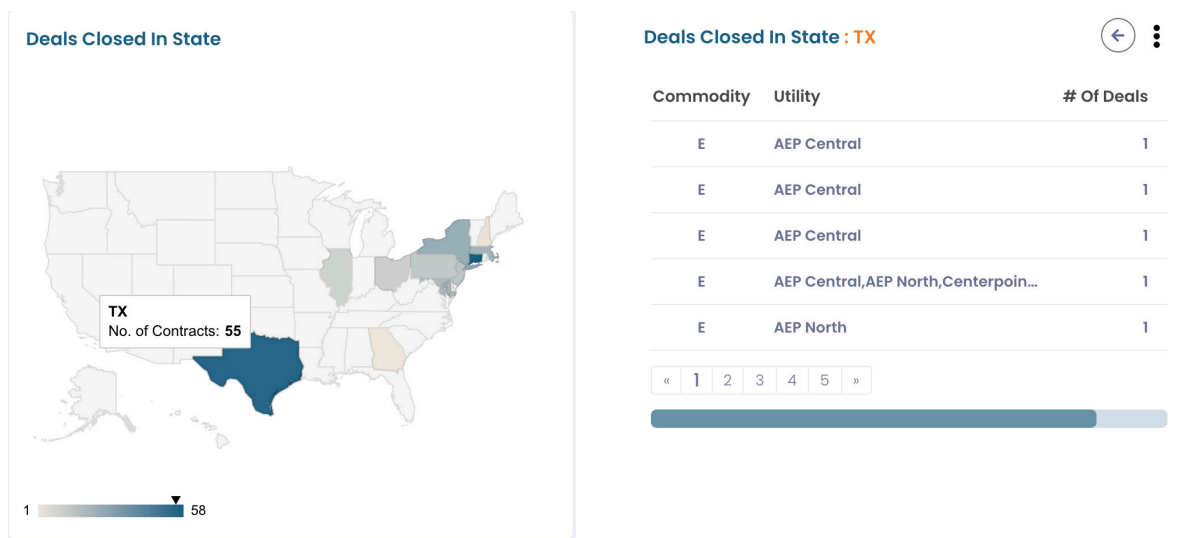 Deals Closed In State
TX
No. of Contracts: 55
1 58
Deals Closed In State : TX
Commodity Utility # Of Deals
E AEP Central 1
E AEP Central 1
E AEP Central 1
E AEP Central,AEP North,Centerpoin... 1
E AEP North 1
« 1 2 3 4 5 »